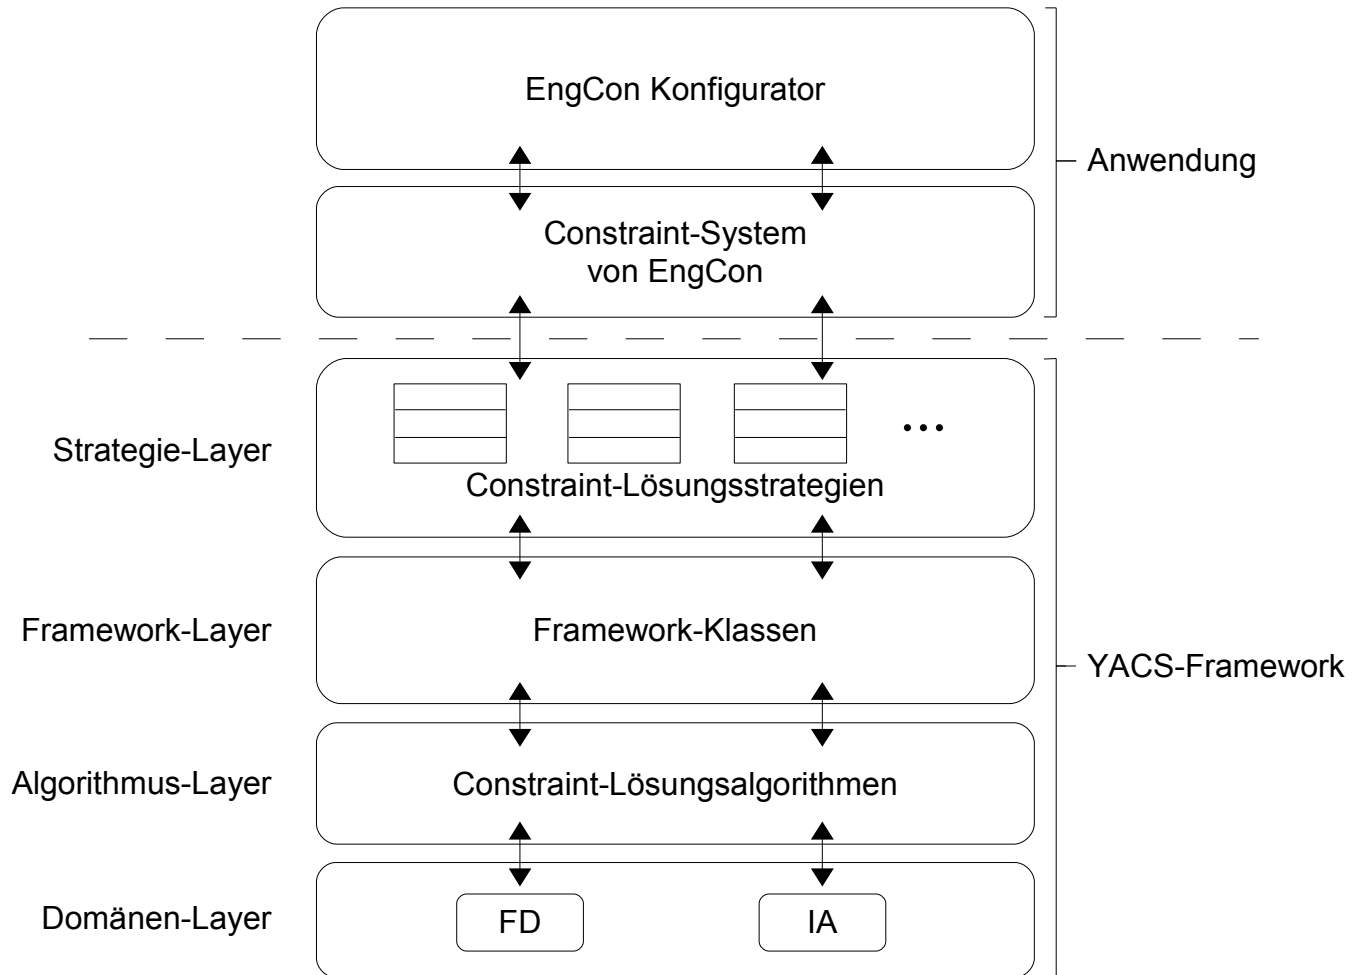 EngCon Konfigurator
Anwendung
Constraint-System
von EngCon
Strategie-Layer
Constraint-Lösungsstrategien
Framework-Layer
Framework-Klassen
YACS-Framework
Algorithmus-Layer
Constraint-Lösungsalgorithmen
Domänen-Layer
FD
IA